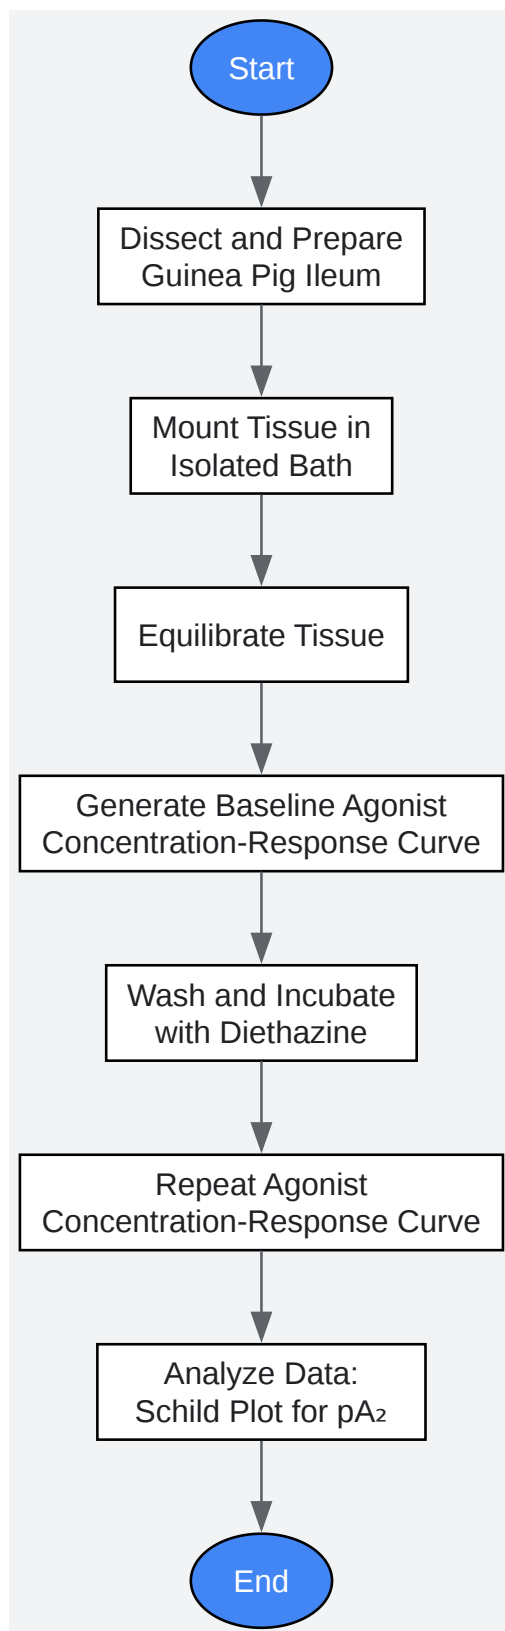 Start
Dissect and Prepare
Guinea Pig Ileum
Mount Tissue in
Isolated Bath
Equilibrate Tissue
Generate Baseline Agonist
Concentration-Response Curve
Wash and Incubate
with Diethazine
Repeat Agonist
Concentration-Response Curve
Analyze Data:
Schild Plot for pA₂
End